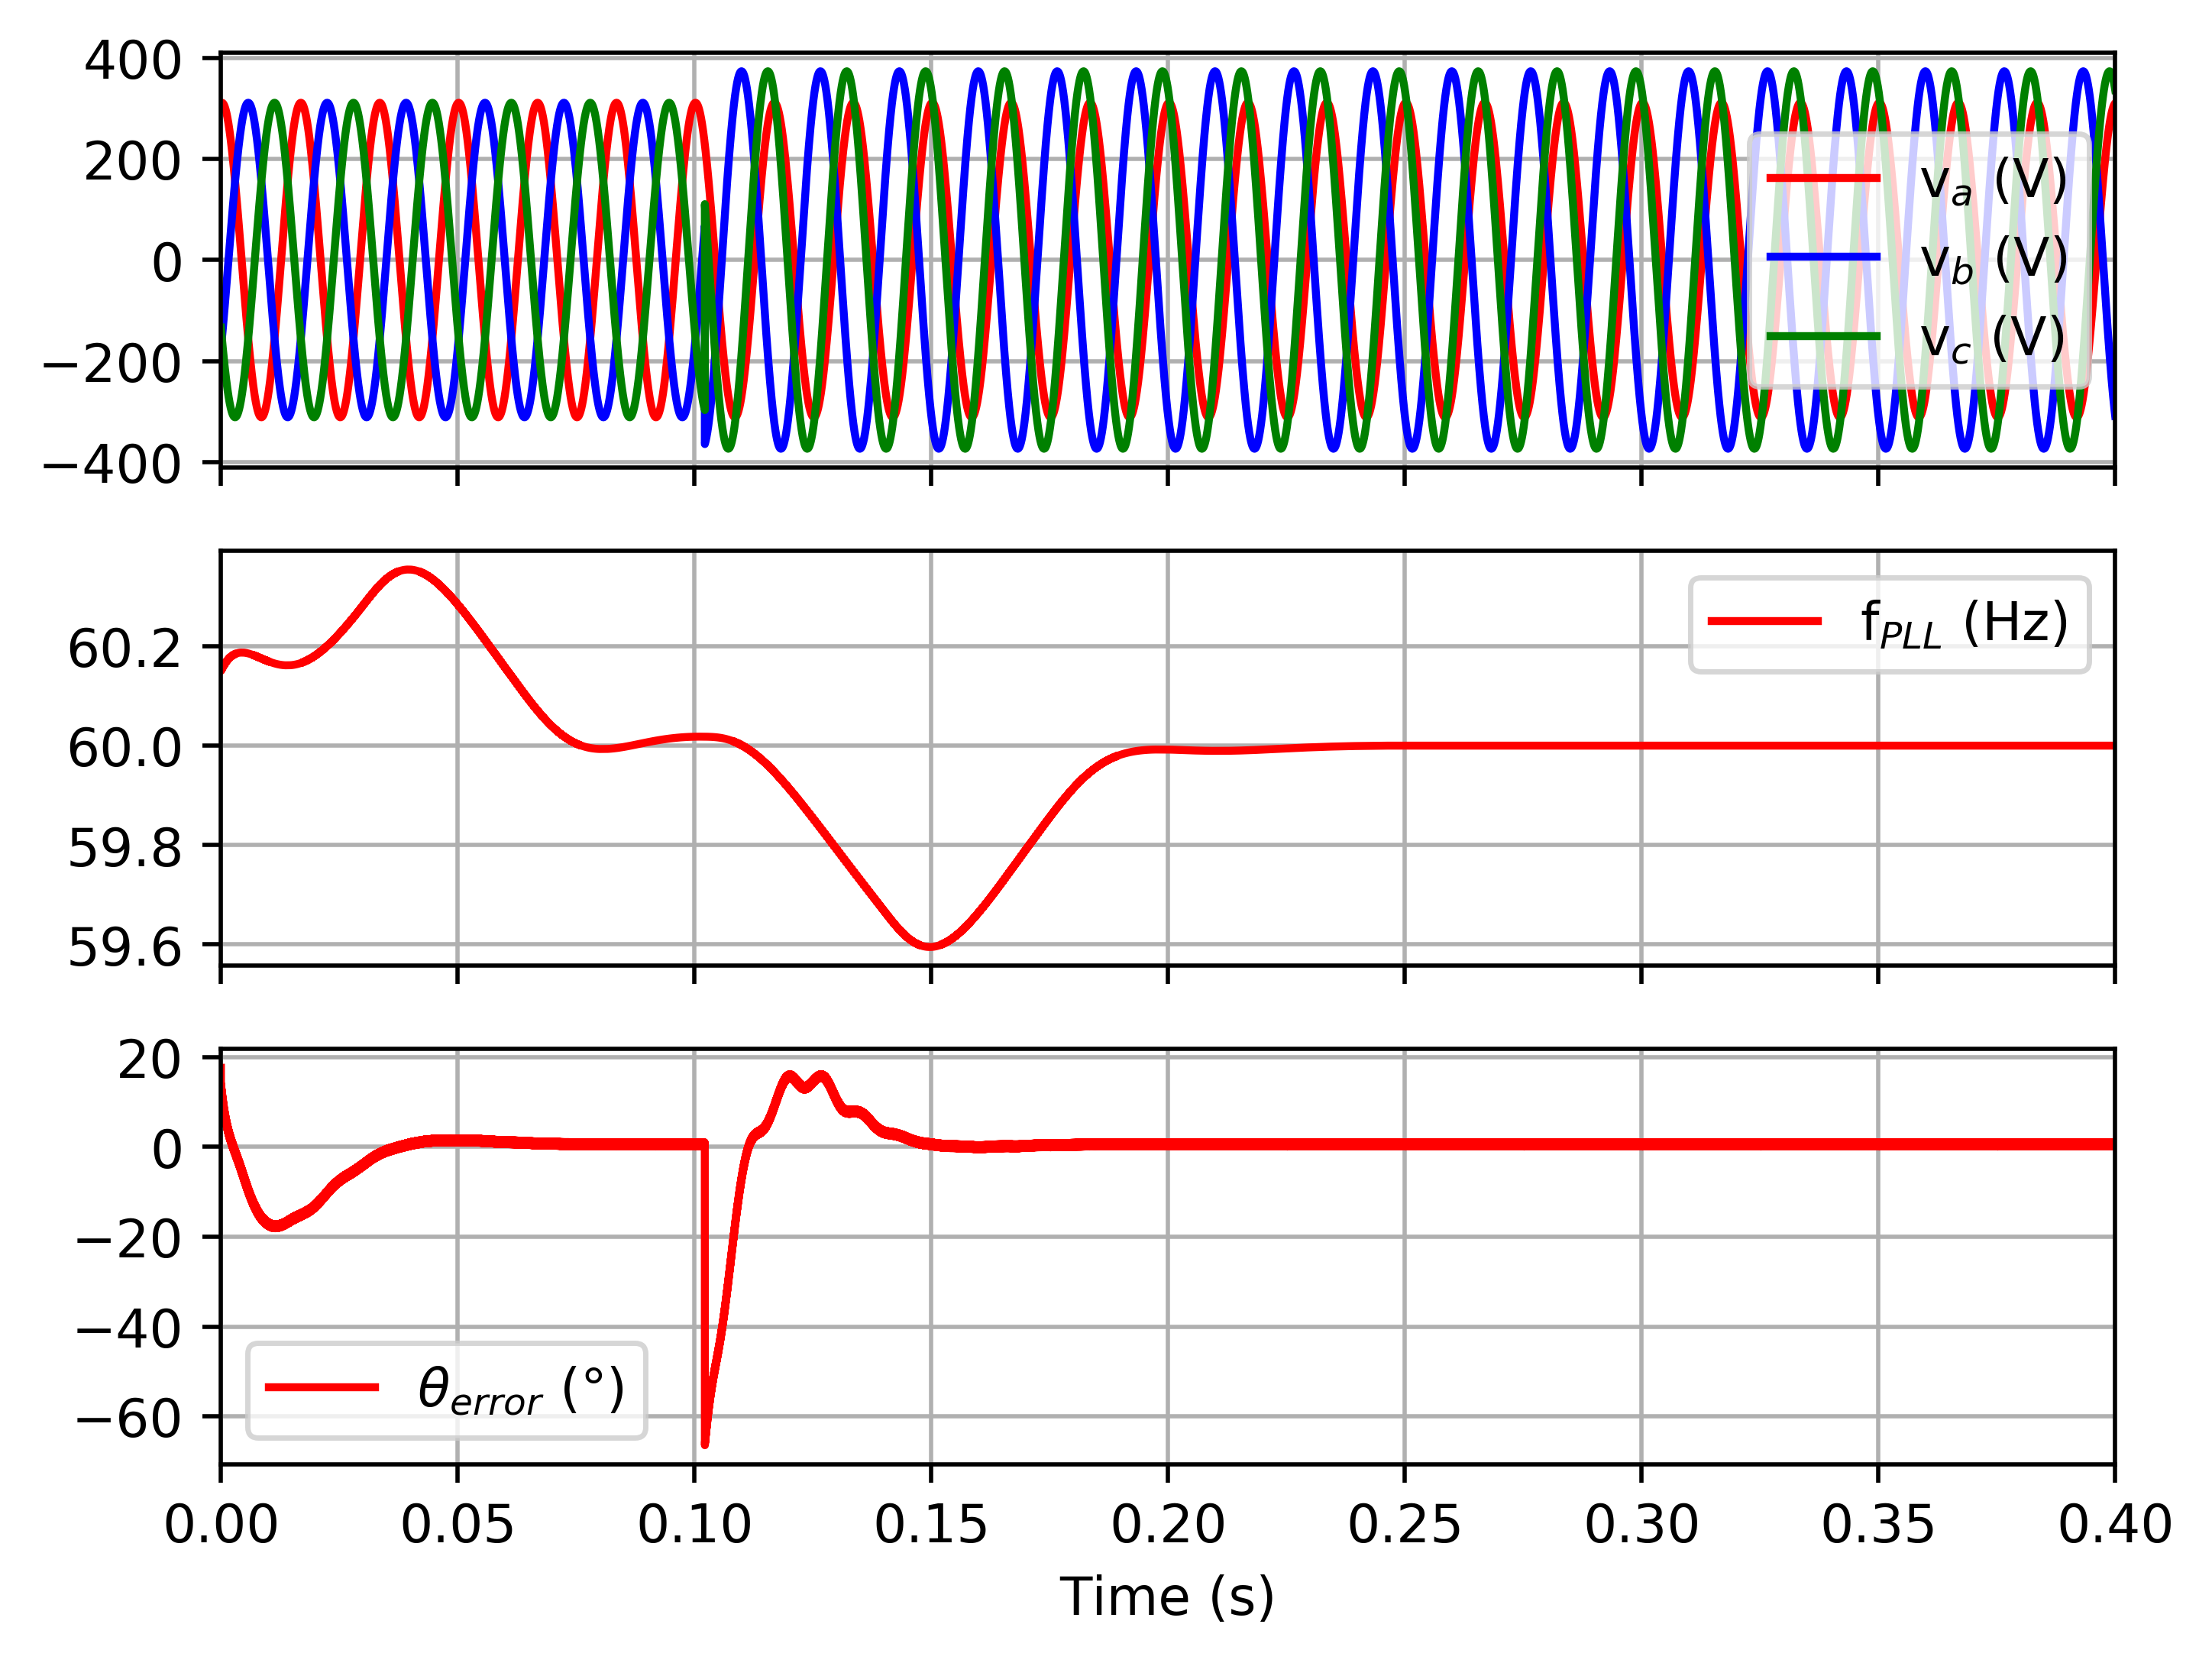 400
200
0
−200
−400
va (V)
vb (V)
vc (V)
60.2
60.0
59.8
59.6
fPLL (Hz)
20
0
−20
−40
−60
θerror (°)
0.00 0.05 0.10 0.15 0.20 0.25 0.30 0.35 0.40
Time (s)